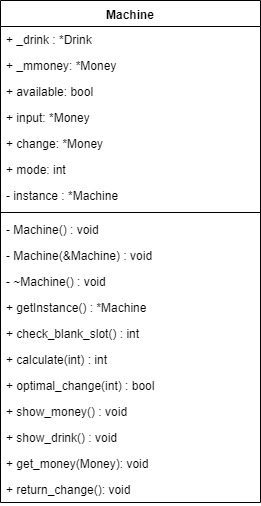 Machine
+ _drink : *Drink
+ _mmoney: *Money
+ available: bool
+ input: *Money
+ change: *Money
+ mode: int
- instance : *Machine
- Machine() : void
- Machine(&Machine) : void
- ~Machine() : void
+ getInstance() : *Machine
+ check_blank_slot() : int
+ calculate(int) : int
+ optimal_change(int) : bool
+ show_money() : void
+ show_drink() : void
+ get_money(Money): void
+ return_change(): void